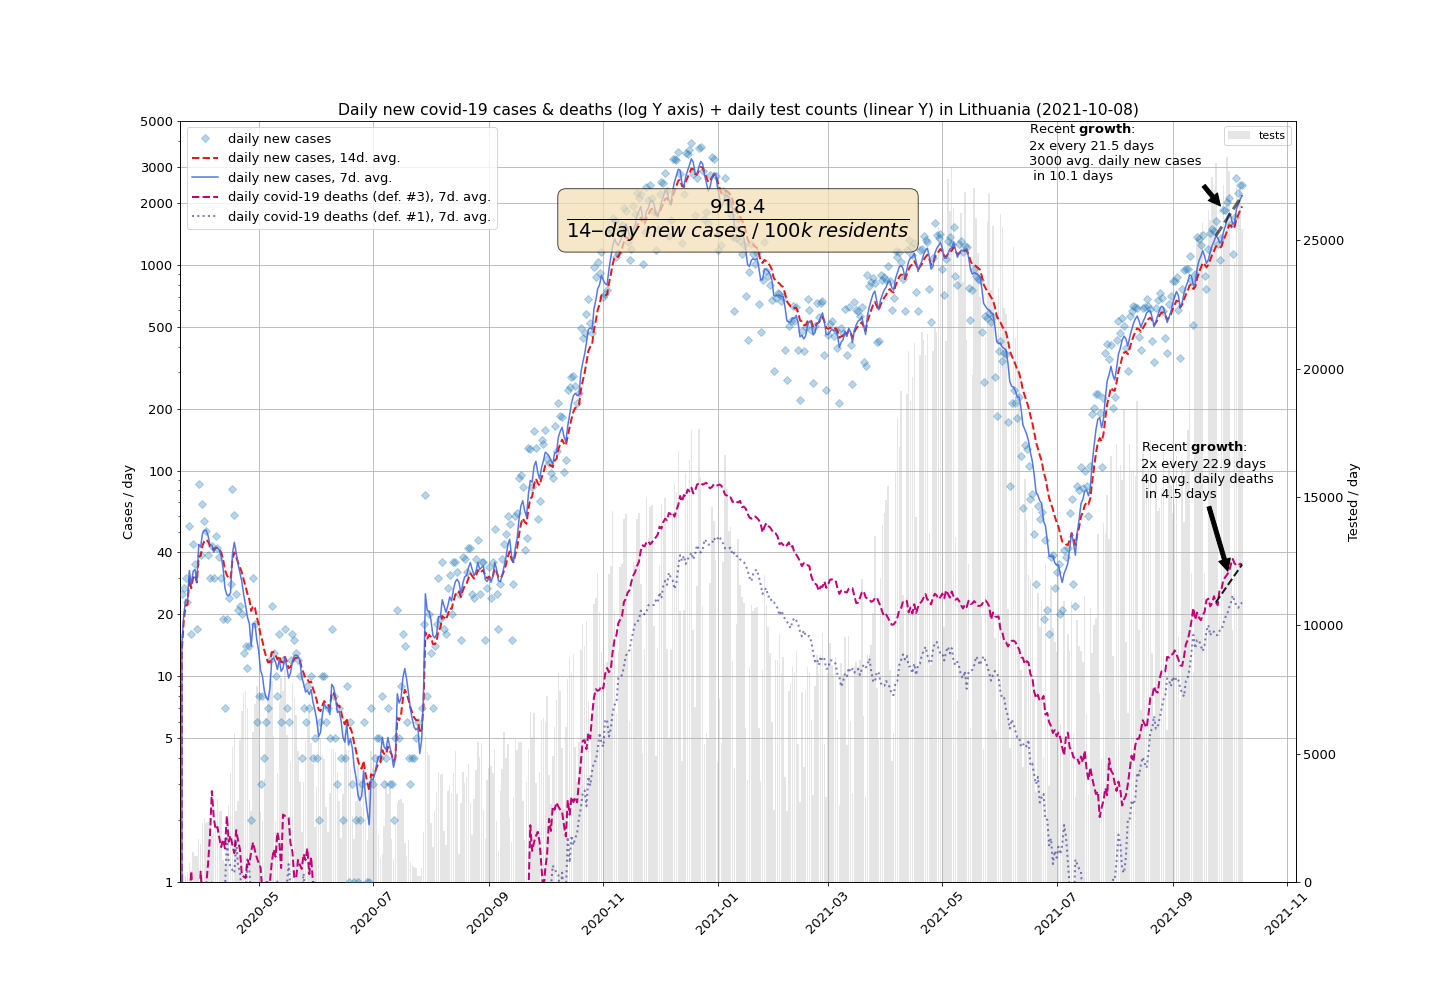 Daily new covid-19 cases & deaths (log Y axis) + daily test counts (linear Y) in Lithuania (2021-10-08)
daily new cases
daily new cases, 14d. avg.
daily new cases, 7d. avg.
daily covid-19 deaths (def. #3), 7d. avg.
daily covid-19 deaths (def. #1), 7d. avg.
918.4
14–day new cases / 100k residents
Recent growth:
2x every 21.5 days
3000 avg. daily new cases
in 10.1 days
tests
Recent growth:
2x every 22.9 days
40 avg. daily deaths
in 4.5 days
Cases / day
5000
3000
2000
1000
500
200
100
40
20
10
5
1
Tested / day
25000
20000
15000
10000
5000
0
2020-05
2020-07
2020-09
2020-11
2021-01
2021-03
2021-05
2021-07
2021-09
2021-11